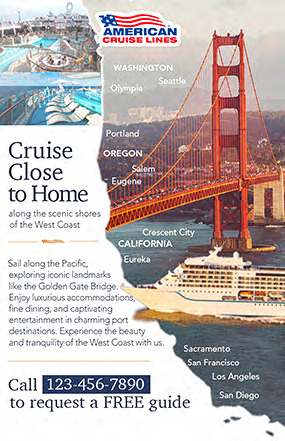 AMERICAN
CRUISE LINES
WASHINGTON
Seattle
Olympia
Portland
OREGON
Salem
Eugene
Crescent City
CALIFORNIA
Eureka
Sacramento
San Francisco
Los Angeles
San Diego
Cruise
Close
to Home
along the scenic shores
of the West Coast
Sail along the Pacific,
exploring iconic landmarks
like the Golden Gate Bridge.
Enjoy luxurious accommodations,
fine dining, and captivating
entertainment in charming port
destinations. Experience the beauty
and tranquility of the West Coast with us.
Call 123-456-7890
to request a FREE guide